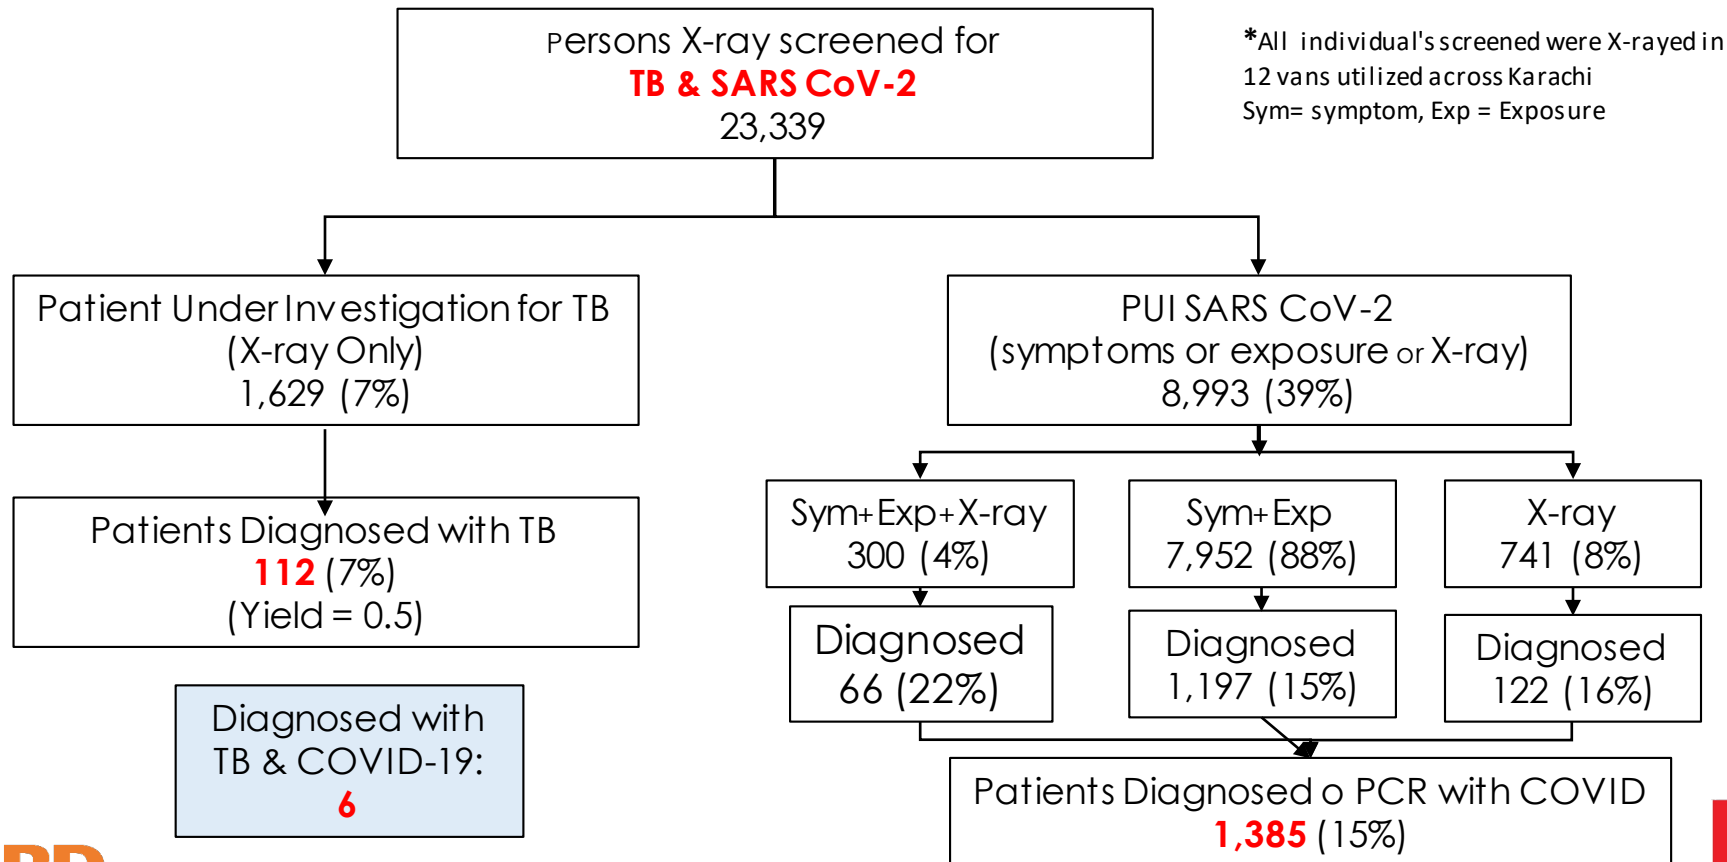 Persons X-ray screened for
TB & SARS CoV-2
23,339
*All individual's screened were X-rayed in
12 vans utilized across Karachi
Sym= symptom, Exp = Exposure
Patient Under Investigation for TB
(X-ray Only)
1,629 (7%)
PUI SARS CoV-2
(symptoms or exposure or X-ray)
8,993 (39%)
Patients Diagnosed with TB
112 (7%)
(Yield = 0.5)
Sym+Exp+X-ray
300 (4%)
Sym+Exp
7,952 (88%)
X-ray
741 (8%)
Diagnosed
66 (22%)
Diagnosed
1,197 (15%)
Diagnosed
122 (16%)
Diagnosed with
TB & COVID-19:
6
Patients Diagnosed o PCR with COVID
1,385 (15%)